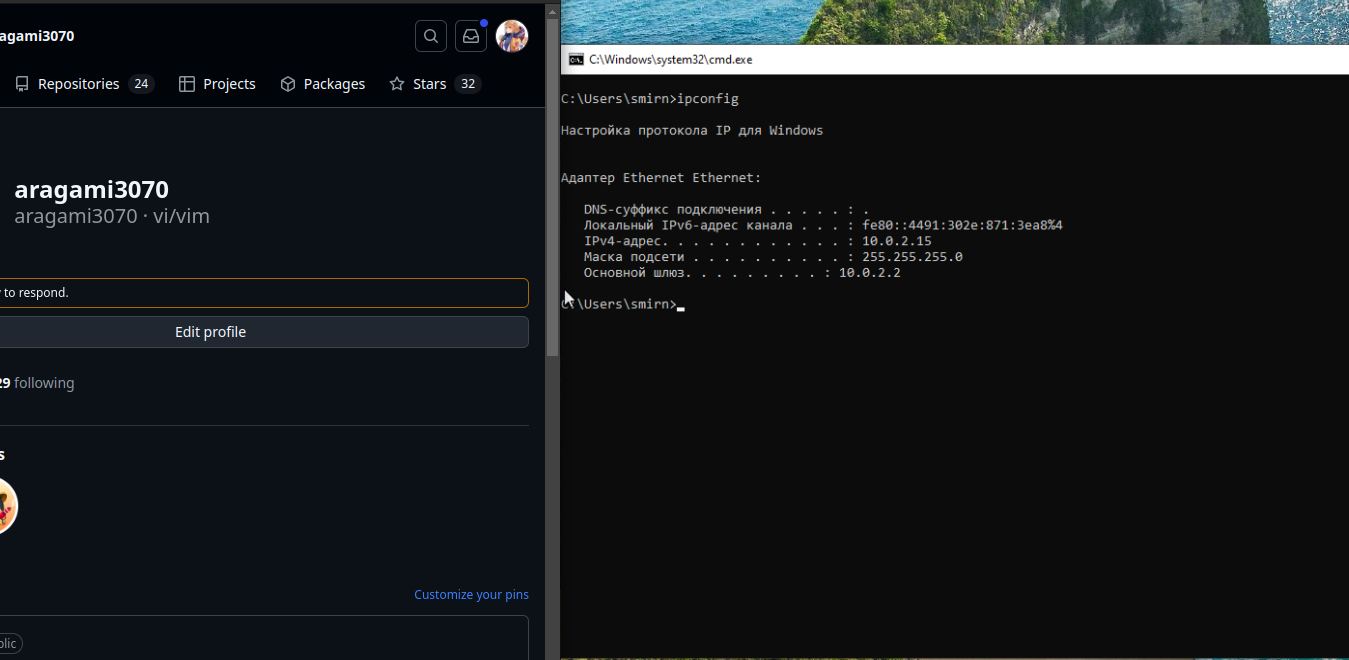 agami3070
Repositories 24 Projects Packages Stars 32
aragami3070
aragami3070 · vi/vim
to respond.
Edit profile
29 following
s
Customize your pins
blic
C:\Windows\system32\cmd.exe
C:\Users\smirn>ipconfig
Настройка протокола IP для Windows
Адаптер Ethernet Ethernet:
DNS-суффикс подключения . . . . . : .
Локальный IPv6-адрес канала . . . : fe80::4491:302e:871:3ea8%4
IPv4-адрес. . . . . . . . . . . . : 10.0.2.15
Маска подсети . . . . . . . . . . : 255.255.255.0
Основной шлюз. . . . . . . . . : 10.0.2.2
C:\Users\smirn>